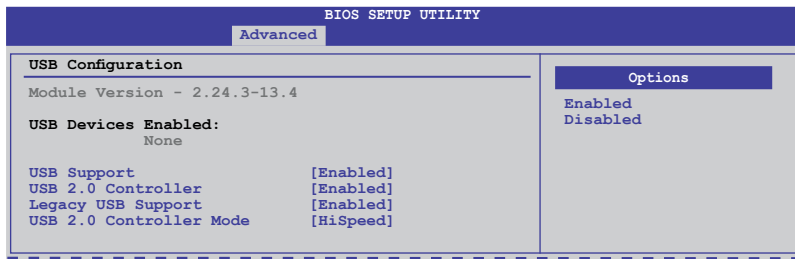 BIOS SETUP UTILITY
Advanced
USB Configuration
Module Version - 2.24.3-13.4
USB Devices Enabled:
None
USB Support [Enabled]
USB 2.0 Controller [Enabled]
Legacy USB Support [Enabled]
USB 2.0 Controller Mode [HiSpeed]
Options
Enabled
Disabled